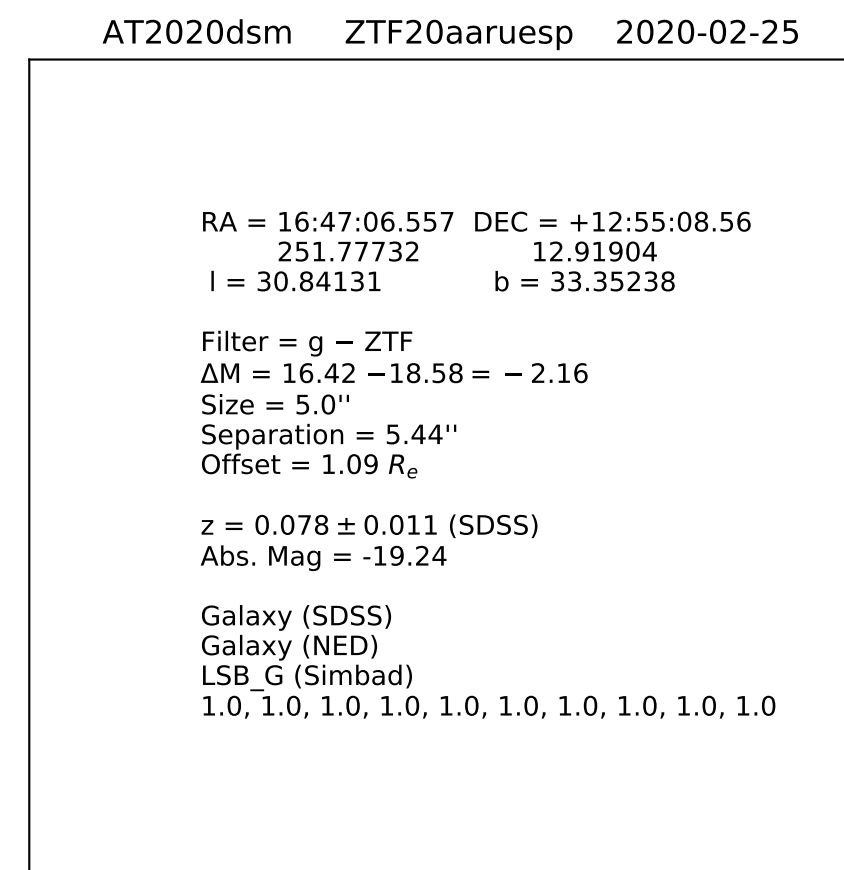 AT2020dsm ZTF20aaruesp 2020-02-25
RA = 16:47:06.557 DEC = +12:55:08.56
251.77732 12.91904
l = 30.84131 b = 33.35238
Filter = g − ZTF
ΔM = 16.42 −18.58 = − 2.16
Size = 5.0''
Separation = 5.44''
Offset = 1.09 Rₑ
z = 0.078 ± 0.011 (SDSS)
Abs. Mag = -19.24
Galaxy (SDSS)
Galaxy (NED)
LSB_G (Simbad)
1.0, 1.0, 1.0, 1.0, 1.0, 1.0, 1.0, 1.0, 1.0, 1.0